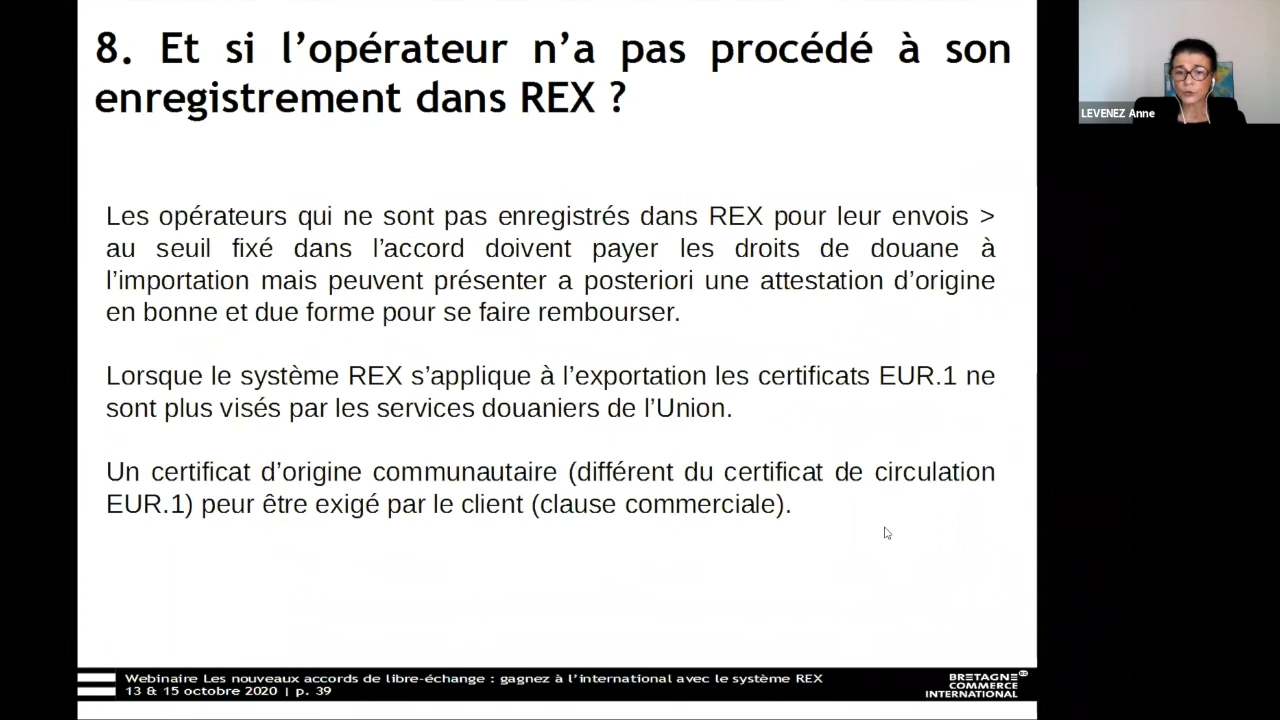 8. Et si l’opérateur n’a pas procédé à son
enregistrement dans REX ?
LEVENEZ Anne
Les opérateurs qui ne sont pas enregistrés dans REX pour leur envois >
au seuil fixé dans l’accord doivent payer les droits de douane à
l’importation mais peuvent présenter a posteriori une attestation d’origine
en bonne et due forme pour se faire rembourser.
Lorsque le système REX s’applique à l’exportation les certificats EUR.1 ne
sont plus visés par les services douaniers de l’Union.
Un certificat d’origine communautaire (différent du certificat de circulation
EUR.1) peur être exigé par le client (clause commerciale).
Webinaire Les nouveaux accords de libre-échange : gagnez à l’international avec le système REX
13 & 15 octobre 2020 | p. 39
BRETAGNE
COMMERCE
INTERNATIONAL